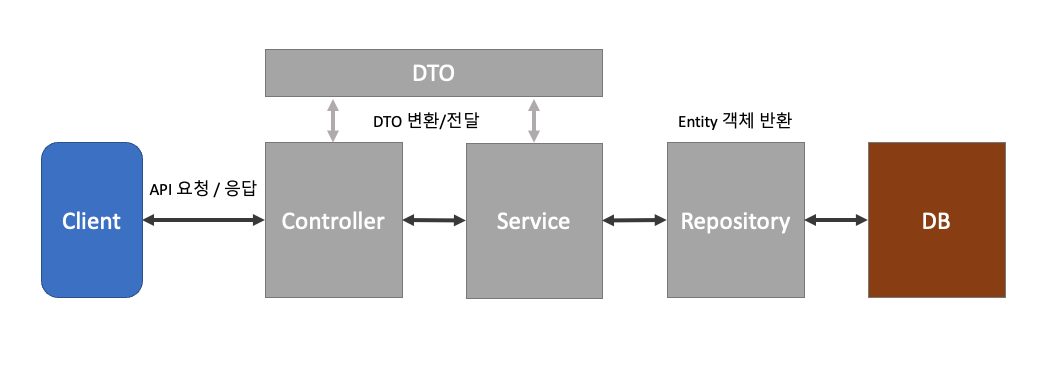 DTO
DTO 변환/전달
Entity 객체 반환
API 요청 / 응답
Client
Controller
Service
Repository
DB